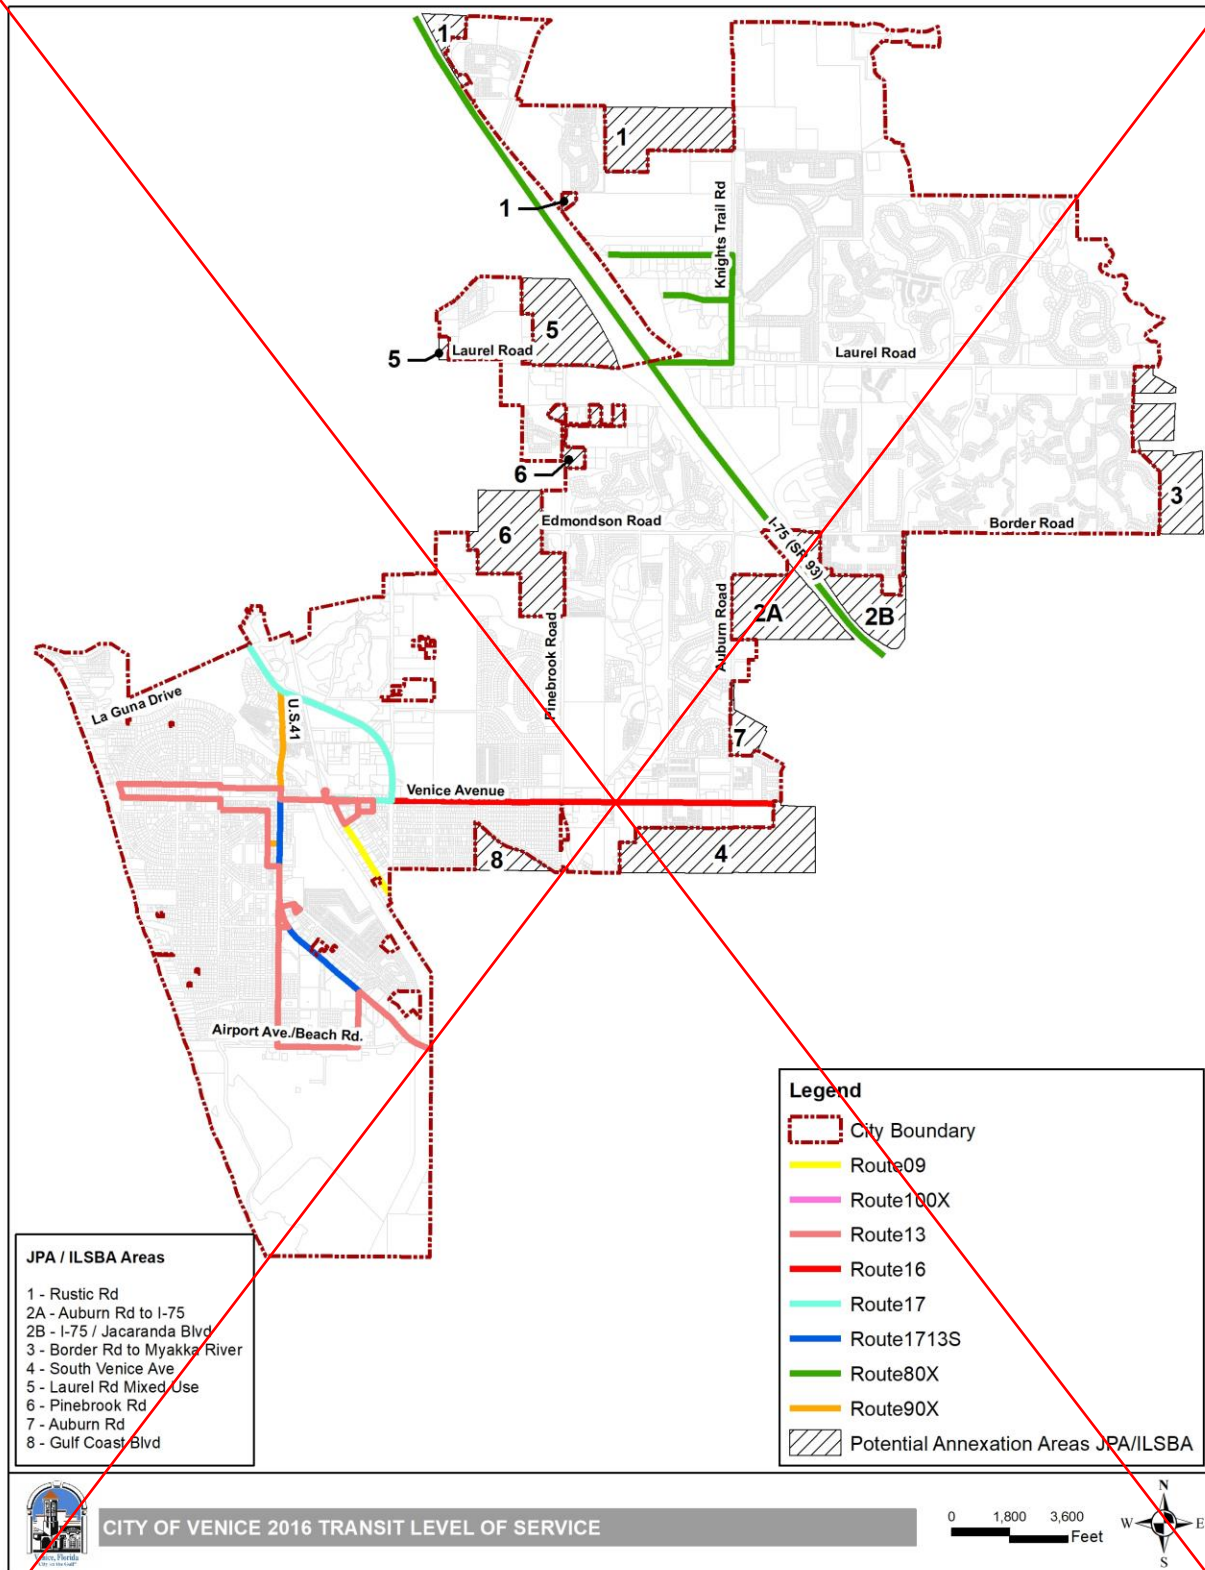 1
1
1
Knights Trail Rd
5
5
Laurel Road
Laurel Road
6
3
6
Edmondson Road
I-75 (SR 93)
Border Road
2A
2B
Auburn Road
Pinebrook Road
La Guna Drive
U.S.41
7
Venice Avenue
8
4
Airport Ave./Beach Rd.
Legend
City Boundary
Route09
Route100X
Route13
Route16
Route17
Route1713S
Route80X
Route90X
Potential Annexation Areas JPA/ILSBA
JPA / ILSBA Areas
1 - Rustic Rd
2A - Auburn Rd to I-75
2B - I-75 / Jacaranda Blvd
3 - Border Rd to Myakka River
4 - South Venice Ave
5 - Laurel Rd Mixed Use
6 - Pinebrook Rd
7 - Auburn Rd
8 - Gulf Coast Blvd
Venice, Florida
CITY OF VENICE 2016 TRANSIT LEVEL OF SERVICE
0 1,800 3,600
Feet
N
W E
S